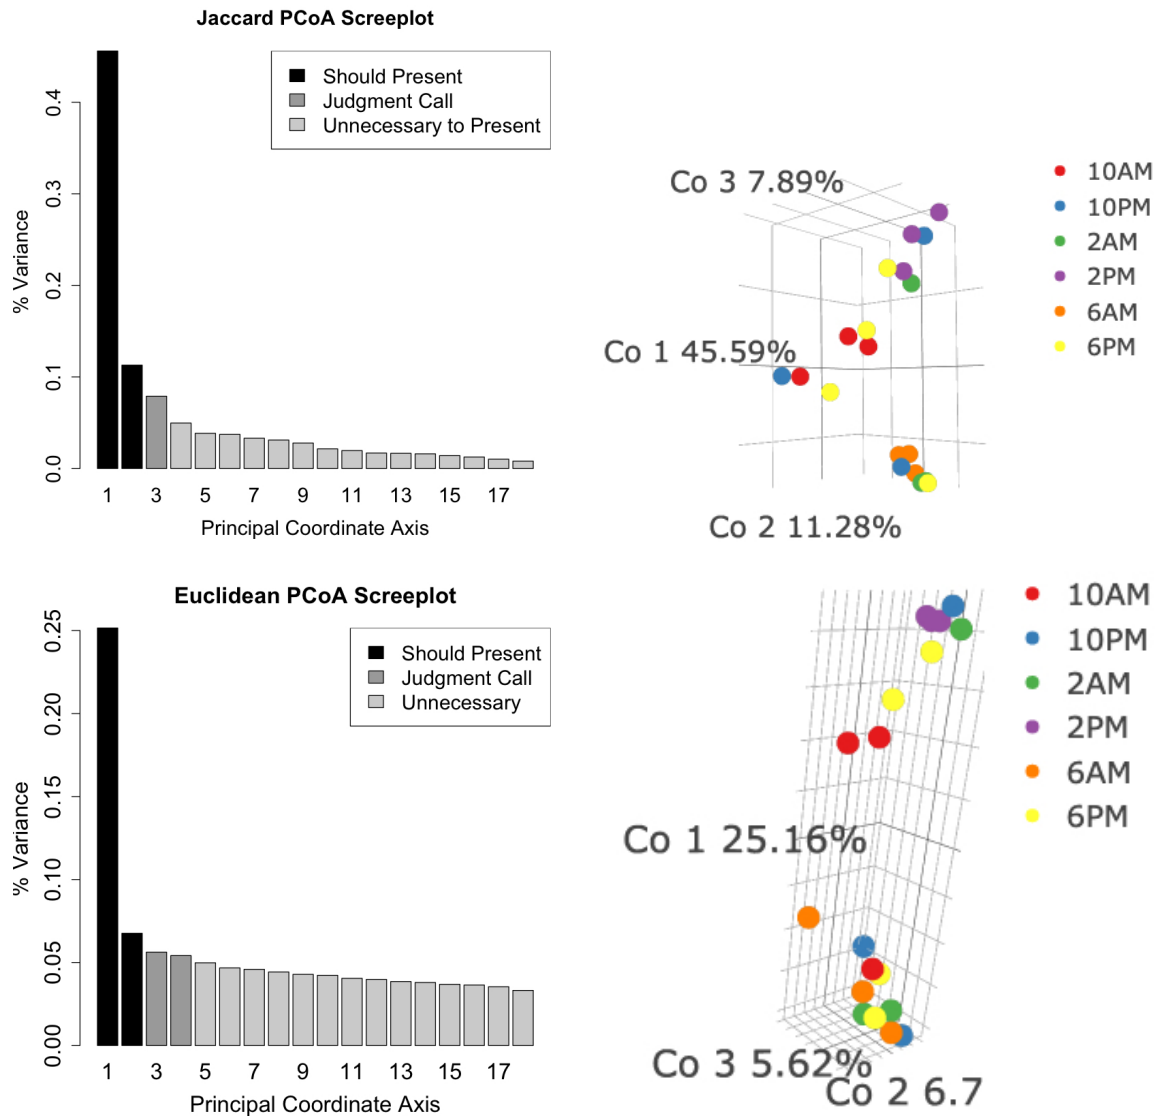 Jaccard PCoA Screeplot
Should Present
Judgment Call
Unnecessary to Present
% Variance
0.4
0.3
0.2
0.1
0.0
1 3 5 7 9 11 13 15 17
Principal Coordinate Axis
Co 3 7.89%
Co 1 45.59%
Co 2 11.28%
10AM
10PM
2AM
2PM
6AM
6PM
Euclidean PCoA Screeplot
Should Present
Judgment Call
Unnecessary
% Variance
0.25
0.20
0.15
0.10
0.05
0.00
1 3 5 7 9 11 13 15 17
Principal Coordinate Axis
Co 1 25.16%
Co 3 5.62%
Co 2 6.7
10AM
10PM
2AM
2PM
6AM
6PM